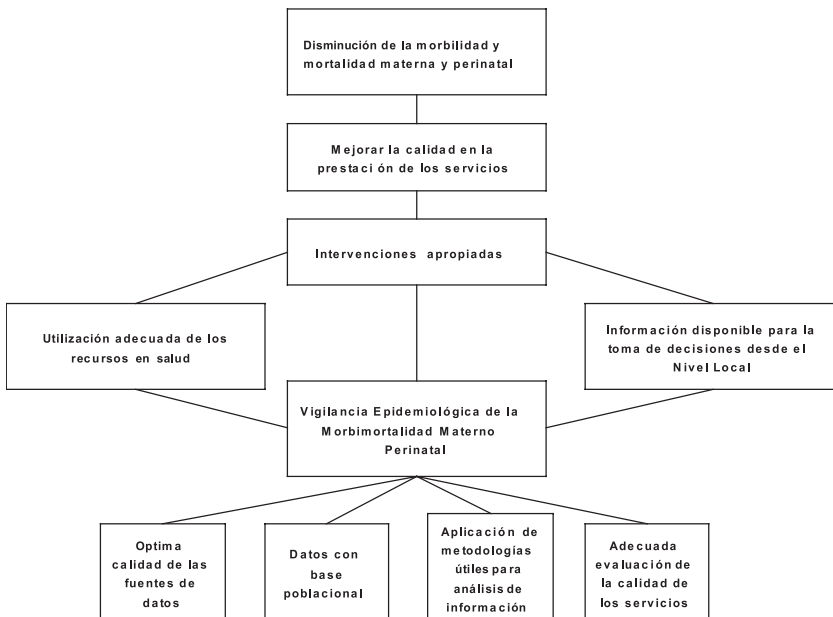 Disminución de la morbilidad y
mortalidad materna y perinatal
Mejorar la calidad en la
prestación de los servicios
Intervenciones apropiadas
Utilización adecuada de los
recursos en salud
Información disponible para la
toma de decisiones desde el
Nivel Local
Vigilancia Epidemiológica de la
Morbimortalidad Materno
Perinatal
Optima
calidad de las
fuentes de
datos
Datos con
base
poblacional
Aplicación de
metodologías
útiles para
análisis de
información
Adecuada
evaluación de
la calidad de
los servicios